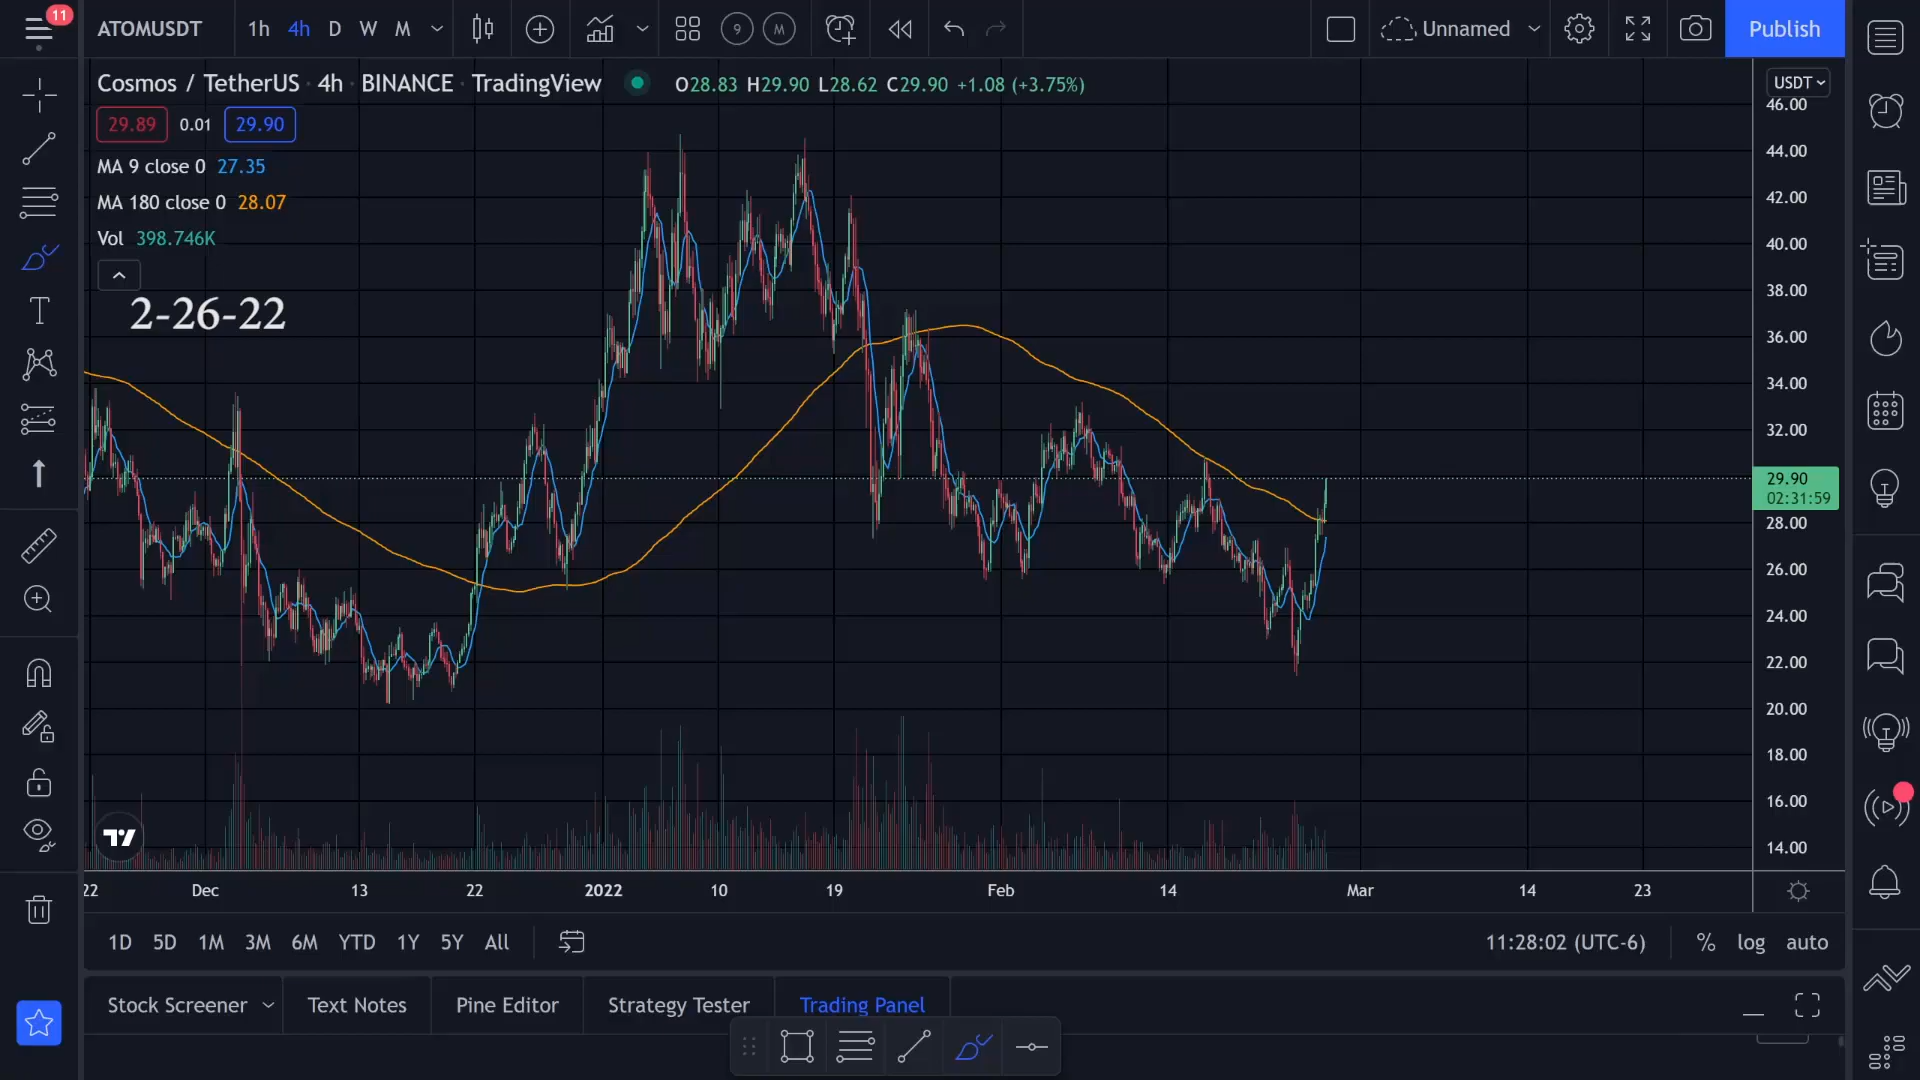 11
ATOMUSDT 1h 4h D W M 9 M Unnamed Publish
Cosmos / TetherUS · 4h · BINANCE · TradingView O28.83 H29.90 L28.62 C29.90 +1.08 (+3.75%)
USDT
29.89 0.01 29.90
MA 9 close 0 27.35
MA 180 close 0 28.07
Vol 398.746K
2-26-22
46.00
44.00
42.00
40.00
38.00
36.00
34.00
32.00
29.90
02:31:59
28.00
26.00
24.00
22.00
20.00
18.00
16.00
14.00
22 Dec 13 22 2022 10 19 Feb 14 Mar 14 23
1D 5D 1M 3M 6M YTD 1Y 5Y All 11:28:02 (UTC-6) % log auto
Stock Screener Text Notes Pine Editor Strategy Tester Trading Panel